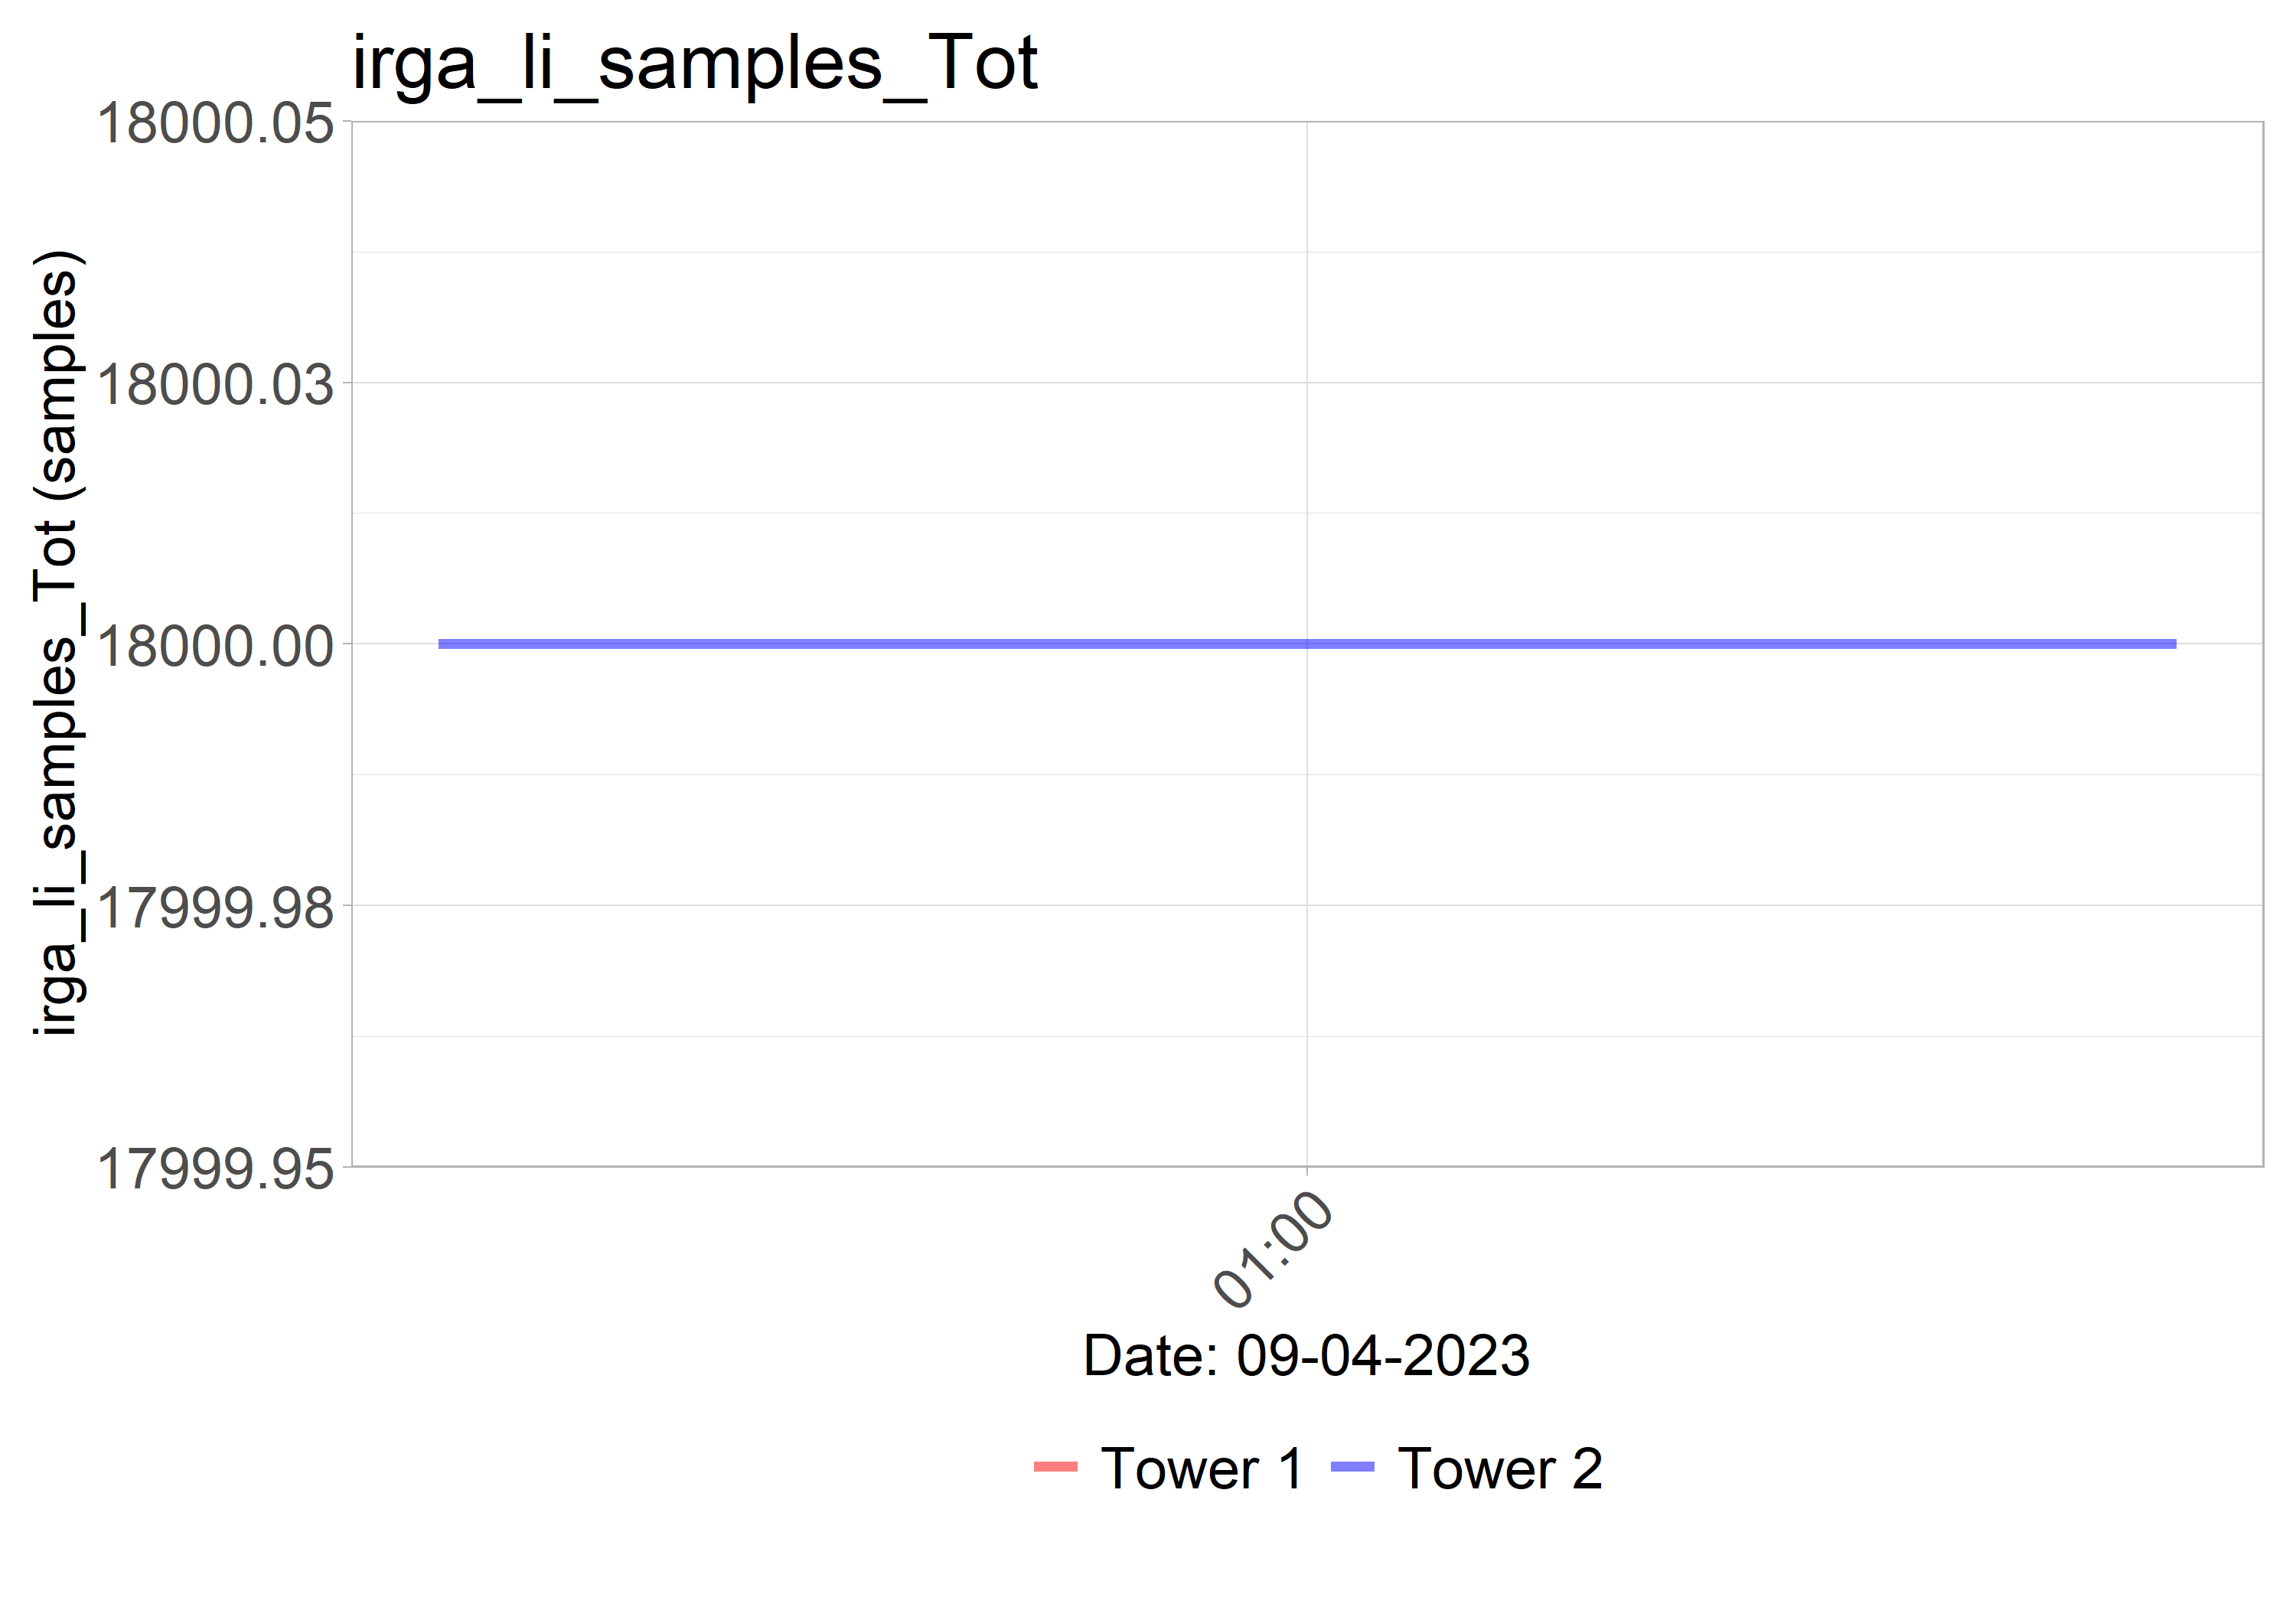 irga_li_samples_Tot
18000.05
18000.03
18000.00
17999.98
17999.95
irga_li_samples_Tot (samples)
01:00
Date: 09-04-2023
Tower 1 Tower 2